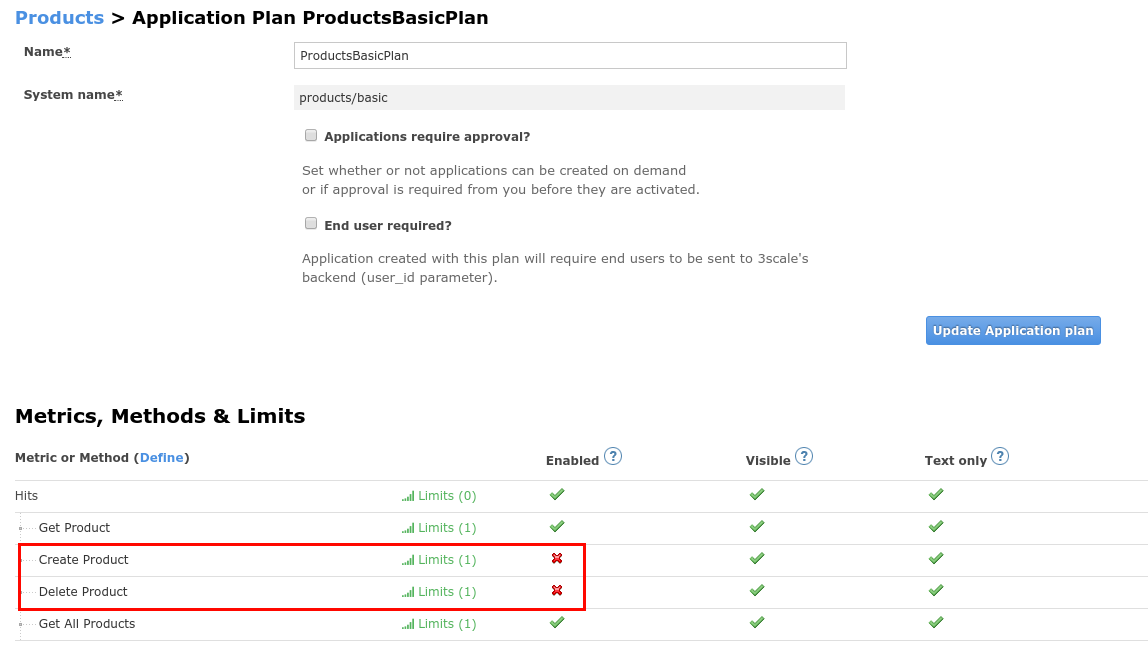 Products > Application Plan ProductsBasicPlan
Name*
ProductsBasicPlan
System name*
products/basic
Applications require approval?
Set whether or not applications can be created on demand
or if approval is required from you before they are activated.
End user required?
Application created with this plan will require end users to be sent to 3scale's
backend (user_id parameter).
Update Application plan
Metrics, Methods & Limits
Metric or Method (Define) Enabled ? Visible ? Text only ?
Hits Limits (0)
Get Product Limits (1)
Create Product Limits (1)
Delete Product Limits (1)
Get All Products Limits (1)